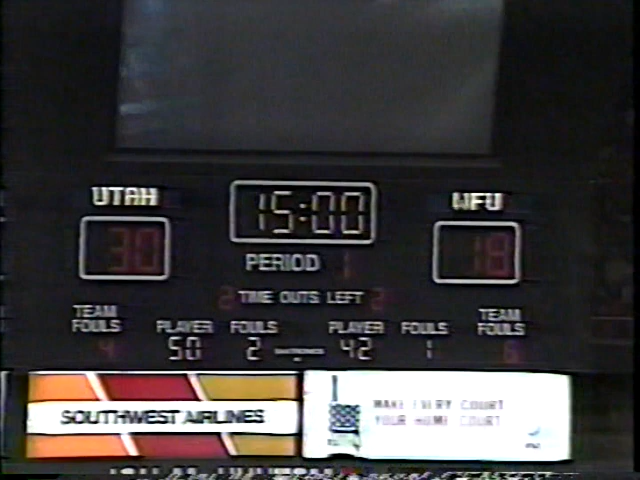 UTAH 15:00 WFU
30 PERIOD 1 18
2 TIME OUTS LEFT 2
TEAM FOULS PLAYER FOULS PLAYER FOULS TEAM FOULS
4 50 2 42 1
SOUTHWEST AIRLINES
MAKE EVERY COURT
YOUR HOME COURT